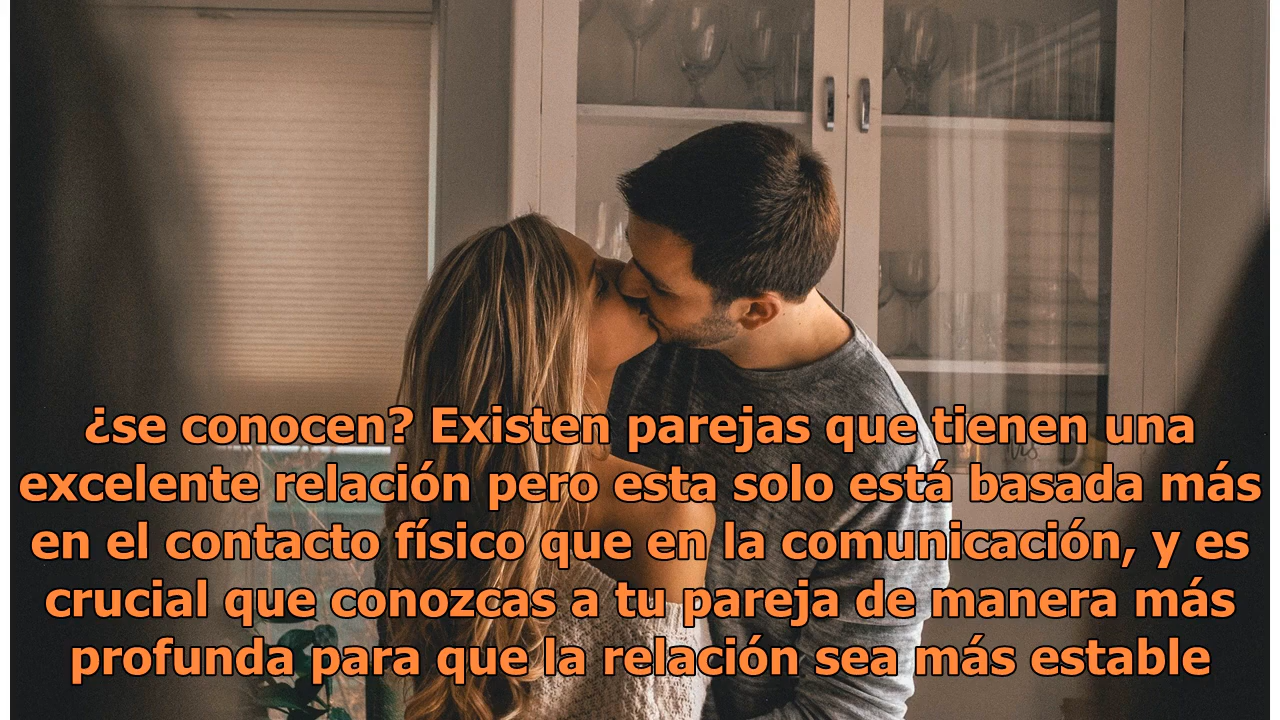 ¿se conocen? Existen parejas que tienen una
excelente relación pero esta solo está basada más
en el contacto físico que en la comunicación, y es
crucial que conozcas a tu pareja de manera más
profunda para que la relación sea más estable